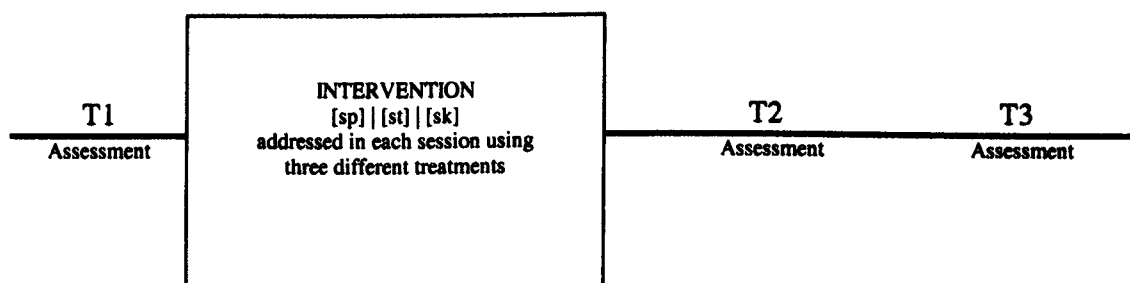 INTERVENTION
[sp] | [st] | [sk]
addressed in each session using
three different treatments
T1
Assessment
T2
Assessment
T3
Assessment